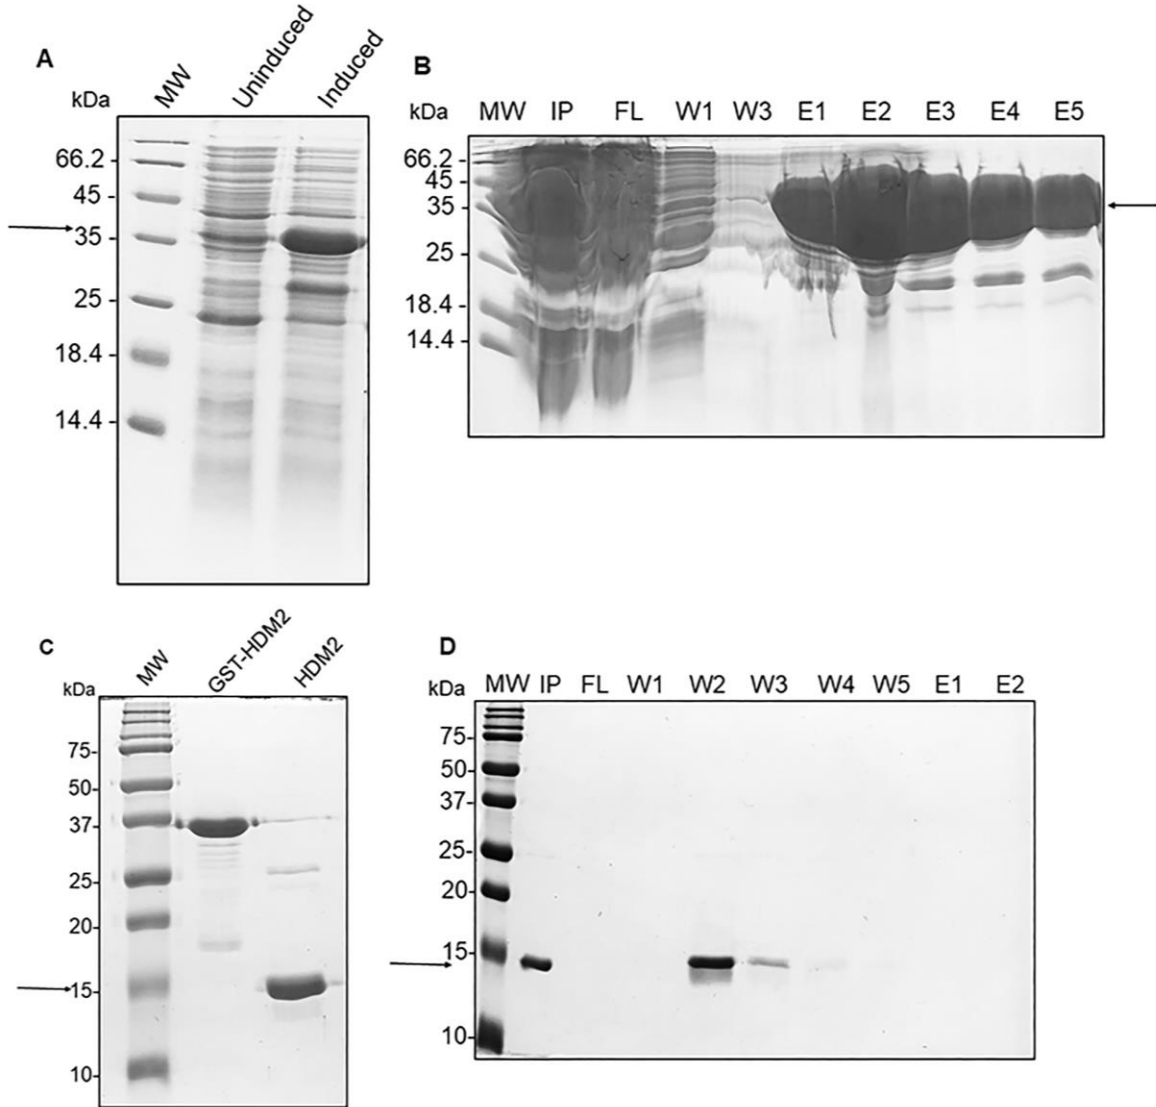 A
kDa
MW
Uninduced
Induced
66.2
45
35
25
18.4
14.4
B
kDa MW IP FL W1 W3 E1 E2 E3 E4 E5
66.2
45
35
25
18.4
14.4
C
kDa
MW
GST-HDM2
HDM2
75
50
37
25
20
15
10
D
kDa MW IP FL W1 W2 W3 W4 W5 E1 E2
75
50
37
25
20
15
10